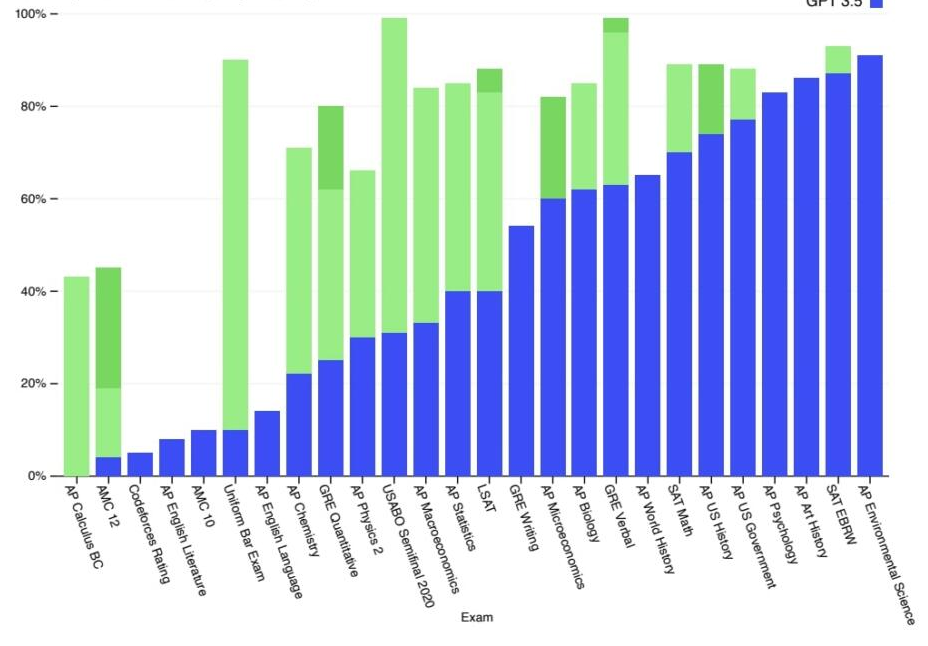 GPT 3.5
100%
80%
60%
40%
20%
0%
AP Calculus BC
AMC 12
Codeforces Rating
AP English Literature
AMC 10
Uniform Bar Exam
AP English Language
AP Chemistry
GRE Quantitative
AP Physics 2
USABO Semifinal 2020
AP Macroeconomics
AP Statistics
LSAT
GRE Writing
AP Microeconomics
AP Biology
GRE Verbal
AP World History
SAT Math
AP US History
AP US Government
AP Psychology
AP Art History
SAT EBRW
AP Environmental Science
Exam